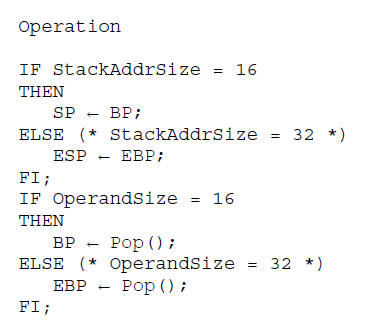 Operation
IF StackAddrSize = 16
THEN
SP ← BP;
ELSE (* StackAddrSize = 32 *)
ESP ← EBP;
FI;
IF OperandSize = 16
THEN
BP ← Pop();
ELSE (* OperandSize = 32 *)
EBP ← Pop();
FI;